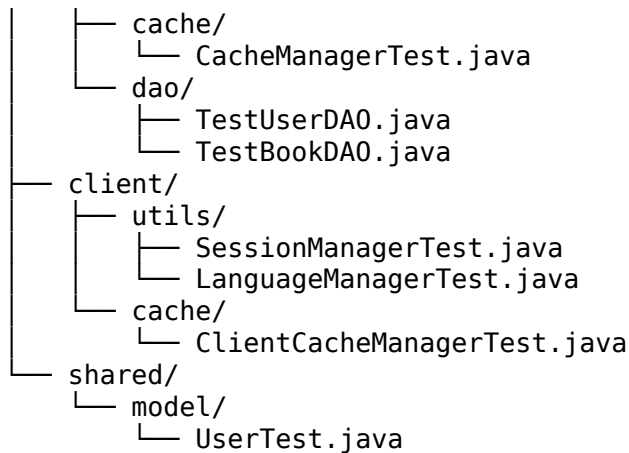 │   ├── cache/
│   │   └── CacheManagerTest.java
│   └── dao/
│       ├── TestUserDAO.java
│       └── TestBookDAO.java
├── client/
│   ├── utils/
│   │   ├── SessionManagerTest.java
│   │   └── LanguageManagerTest.java
│   └── cache/
│       └── ClientCacheManagerTest.java
└── shared/
    └── model/
        └── UserTest.java